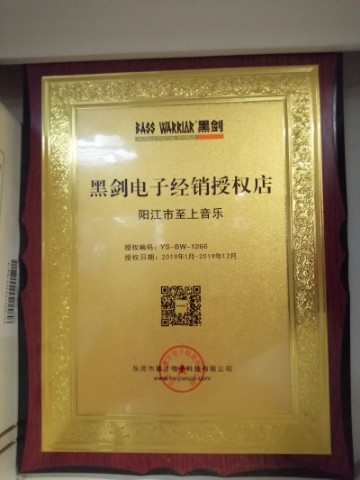 BASS WARRIOR 黑剑
黑剑电子经销授权店
阳江市至上音乐
授权编码：YS-BW-1266
授权日期：2019年1月-2019年12月